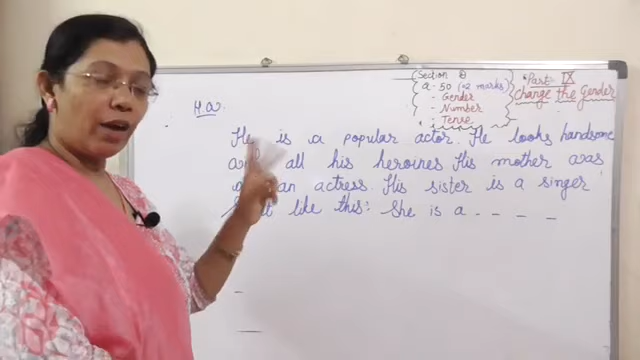 Section D
Q - 50 (×2 marks)
- Gender
- Number
- Tense
Part IX
Change the Gender
H.W.
He is a popular actor. He looks handsome
all his heroines His mother was
an actress. His sister is a singer
like this: She is a - - - -